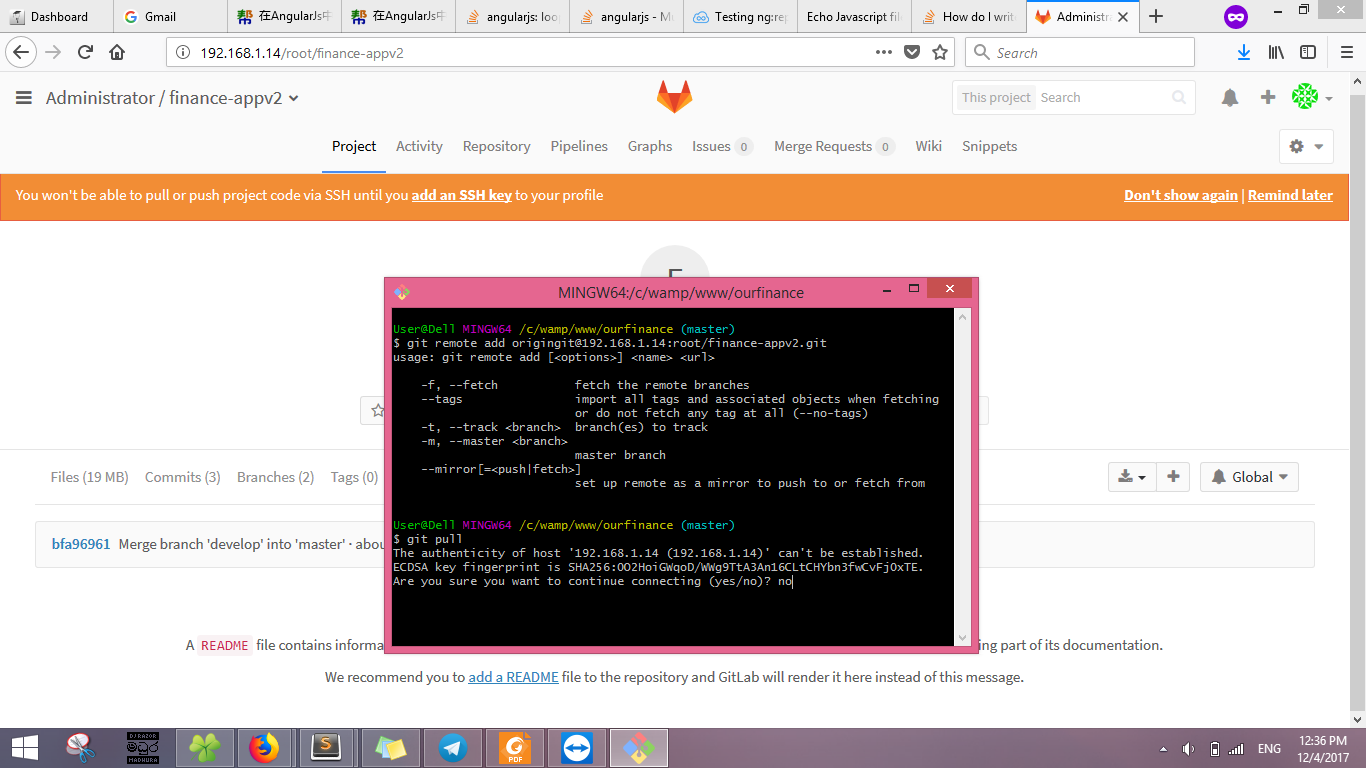 Dashboard
Gmail
在AngularJs中
在AngularJs中
angularjs: loo
angularjs - M
Testing ng:rep
Echo Javascript fil
How do I writ
Administra
192.168.1.14/root/finance-appv2
Search
Administrator / finance-appv2
This project
Search
Project
Activity
Repository
Pipelines
Graphs
Issues 0
Merge Requests 0
Wiki
Snippets
You won't be able to pull or push project code via SSH until you add an SSH key to your profile
Don't show again | Remind later
MINGW64:/c/wamp/www/ourfinance
User@Dell MINGW64 /c/wamp/www/ourfinance (master)
$ git remote add origingit@192.168.1.14:root/finance-appv2.git
usage: git remote add [<options>] <name> <url>
-f, --fetch fetch the remote branches
--tags import all tags and associated objects when fetching
or do not fetch any tag at all (--no-tags)
-t, --track <branch> branch(es) to track
-m, --master <branch>
master branch
--mirror[=<push|fetch>]
set up remote as a mirror to push to or fetch from
User@Dell MINGW64 /c/wamp/www/ourfinance (master)
$ git pull
The authenticity of host '192.168.1.14 (192.168.1.14)' can't be established.
ECDSA key fingerprint is SHA256:OO2HoiGWqoD/WWg9TtA3An16CLtCHYbn3fwCvFjOxTE.
Are you sure you want to continue connecting (yes/no)? no
Files (19 MB)
Commits (3)
Branches (2)
Tags (0)
Global
bfa96961 Merge branch 'develop' into 'master' · abou
A README file contains informa
ing part of its documentation.
We recommend you to add a README file to the repository and GitLab will render it here instead of this message.
DJ RAZOR
MADHURA
PDF
ENG
12:36 PM
12/4/2017